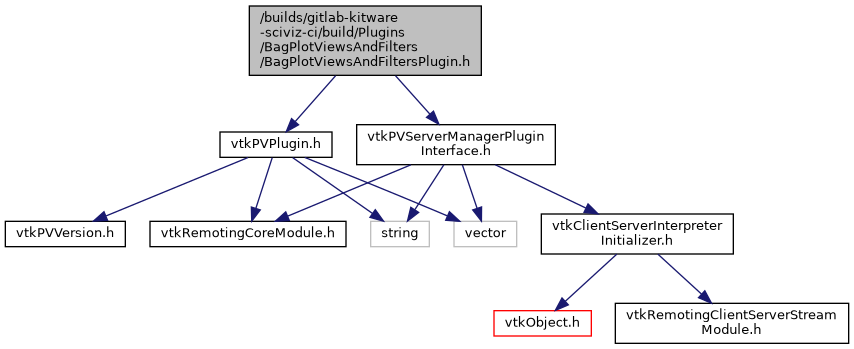 /builds/gitlab-kitware
-sciviz-ci/build/Plugins
/BagPlotViewsAndFilters
/BagPlotViewsAndFiltersPlugin.h
vtkPVPlugin.h
vtkPVServerManagerPlugin
Interface.h
vtkPVVersion.h
vtkRemotingCoreModule.h
string
vector
vtkClientServerInterpreter
Initializer.h
vtkObject.h
vtkRemotingClientServerStream
Module.h